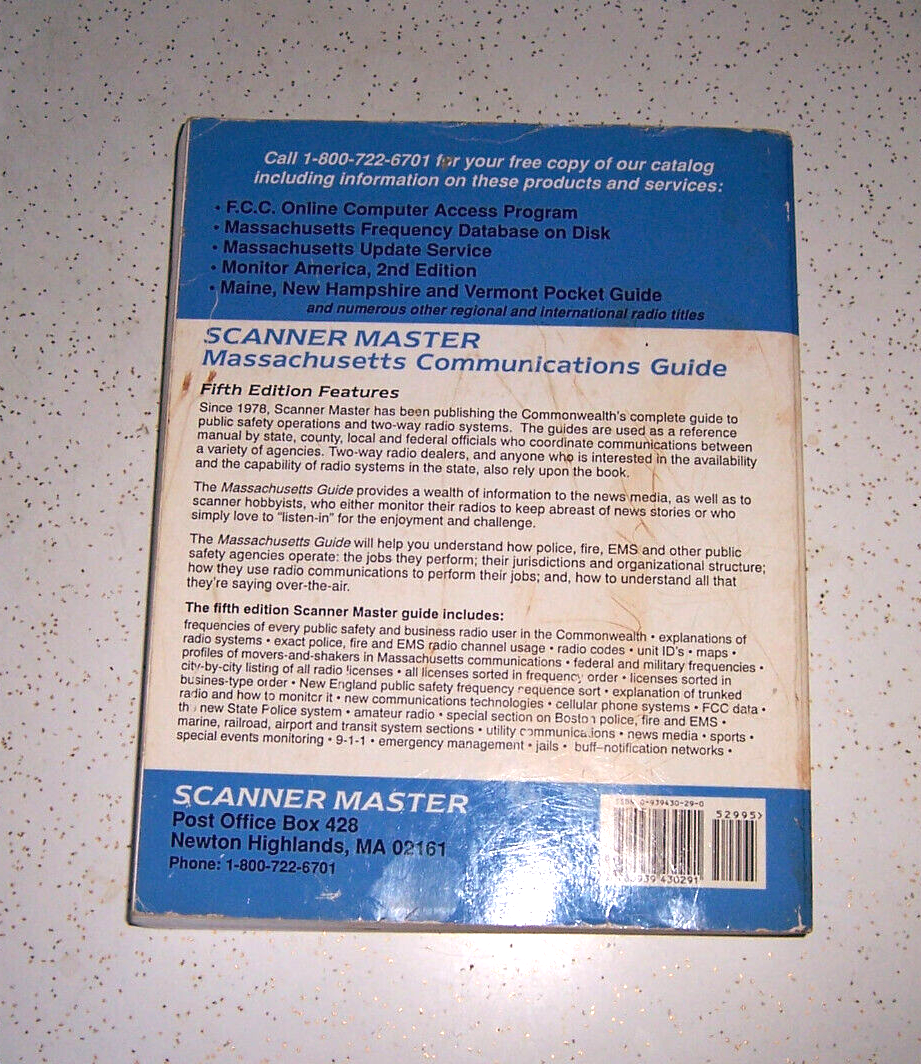 Call 1-800-722-6701 for your free copy of our catalog
including information on these products and services:
• F.C.C. Online Computer Access Program
• Massachusetts Frequency Database on Disk
• Massachusetts Update Service
• Monitor America, 2nd Edition
• Maine, New Hampshire and Vermont Pocket Guide
and numerous other regional and international radio titles
SCANNER MASTER
Massachusetts Communications Guide
Fifth Edition Features
Since 1978, Scanner Master has been publishing the Commonwealth's complete guide to
public safety operations and two-way radio systems. The guides are used as a reference
manual by state, county, local and federal officials who coordinate communications between
a variety of agencies. Two-way radio dealers, and anyone who is interested in the availability
and the capability of radio systems in the state, also rely upon the book.
The Massachusetts Guide provides a wealth of information to the news media, as well as to
scanner hobbyists, who either monitor their radios to keep abreast of news stories or who
simply love to "listen-in" for the enjoyment and challenge.
The Massachusetts Guide will help you understand how police, fire, EMS and other public
safety agencies operate: the jobs they perform; their jurisdictions and organizational structure;
how they use radio communications to perform their jobs; and, how to understand all that
they're saying over-the-air.
The fifth edition Scanner Master guide includes:
frequencies of every public safety and business radio user in the Commonwealth • explanations of
radio systems • exact police, fire and EMS radio channel usage • radio codes • unit ID's • maps •
profiles of movers-and-shakers in Massachusetts communications • federal and military frequencies •
city-by-city listing of all radio licenses • all licenses sorted in frequency order • licenses sorted in
busines-type order • New England public safety frequency sequence sort • explanation of trunked
radio and how to monitor it • new communications technologies • cellular phone systems • FCC data •
the new State Police system • amateur radio • special section on Boston police, fire and EMS •
marine, railroad, airport and transit system sections • utility communications • news media • sports •
special events monitoring • 9-1-1 • emergency management • jails • buff–notification networks •
SCANNER MASTER
Post Office Box 428
Newton Highlands, MA 02161
Phone: 1-800-722-6701
ISBN 0-939430-29-0
52995>
939430291